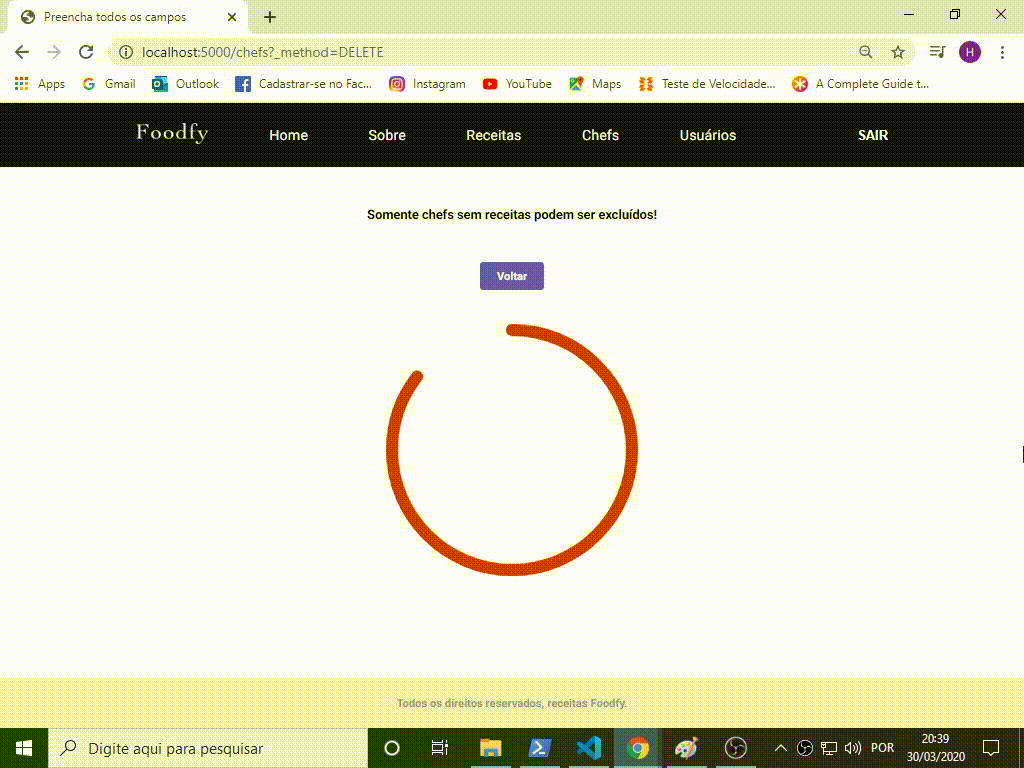 Preencha todos os campos
localhost:5000/chefs?_method=DELETE
H
Apps
Gmail
Outlook
Cadastrar-se no Fac...
Instagram
YouTube
Maps
Teste de Velocidade...
A Complete Guide t...
Foodfy
Home
Sobre
Receitas
Chefs
Usuários
SAIR
Somente chefs sem receitas podem ser excluídos!
Voltar
Todos os direitos reservados, receitas Foodfy.
Digite aqui para pesquisar
POR
20:39
30/03/2020